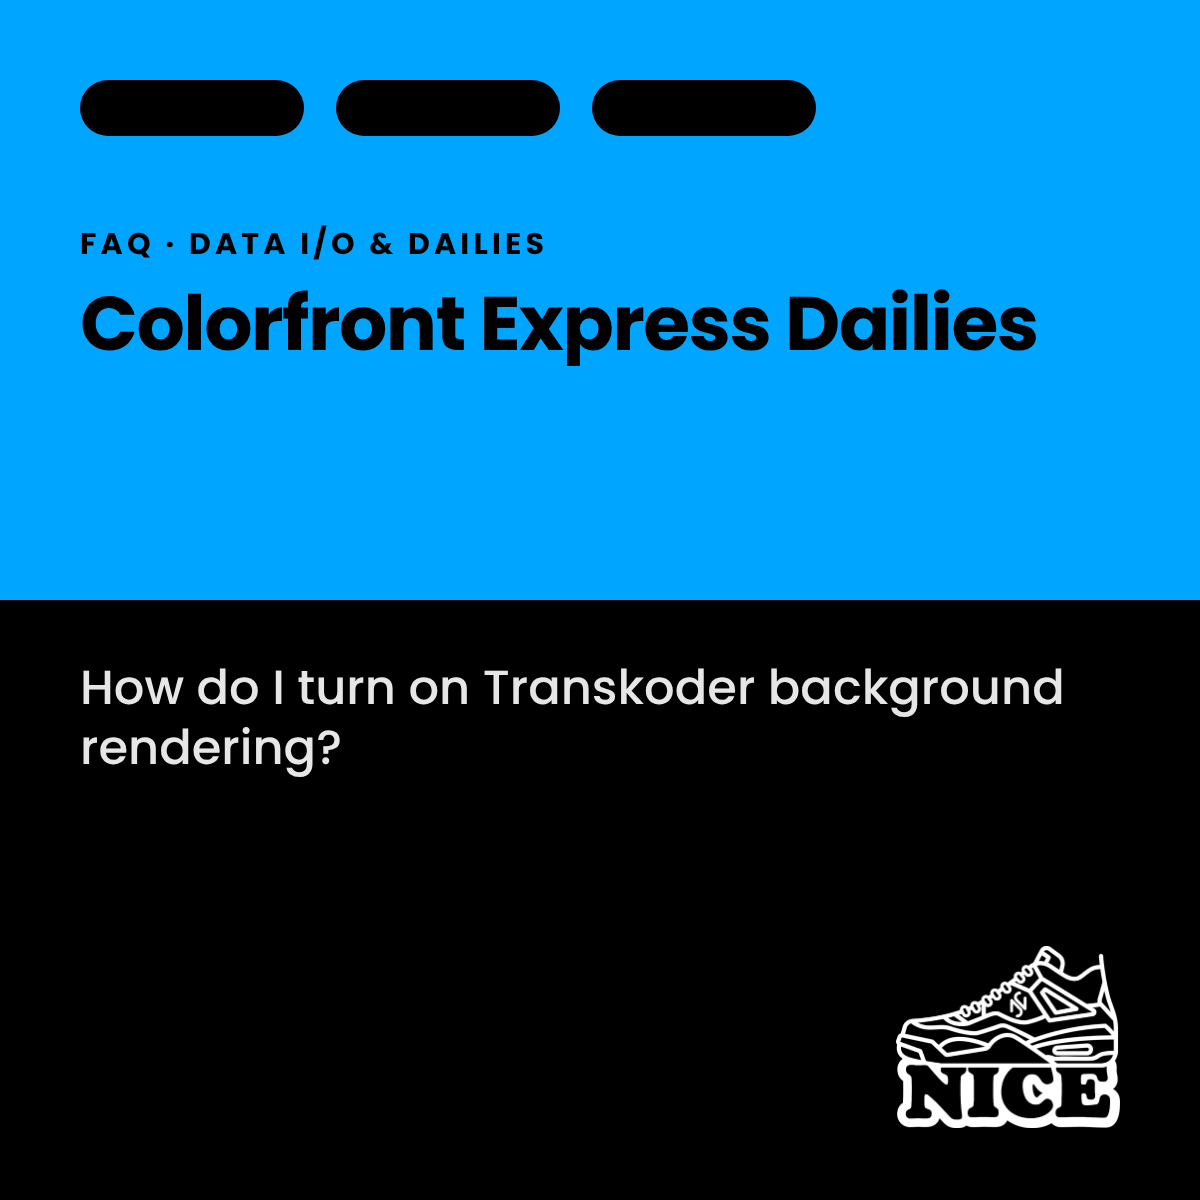 FAQ · DATA I/O & DAILIES
Colorfront Express Dailies
How do I turn on Transkoder background
rendering?
NICE